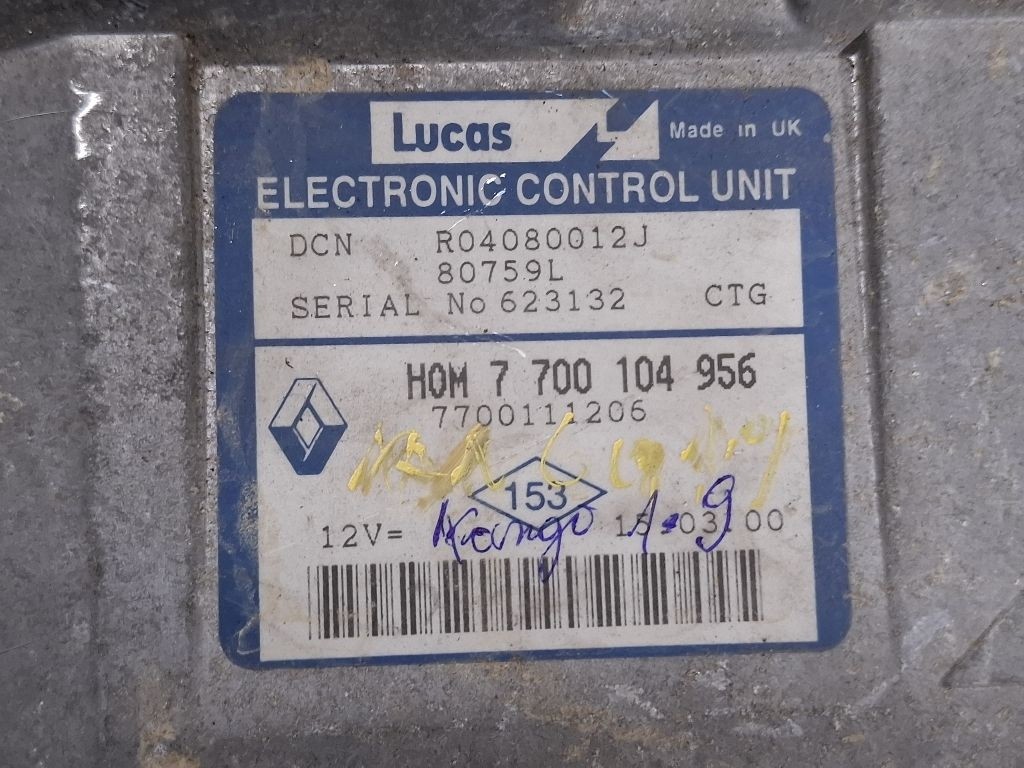 Lucas Made in UK
ELECTRONIC CONTROL UNIT
DCN R04080012J
80759L
SERIAL No 623132 CTG
HOM 7 700 104 956
7700111206
153
12V= Kango 1.9 15 03 00